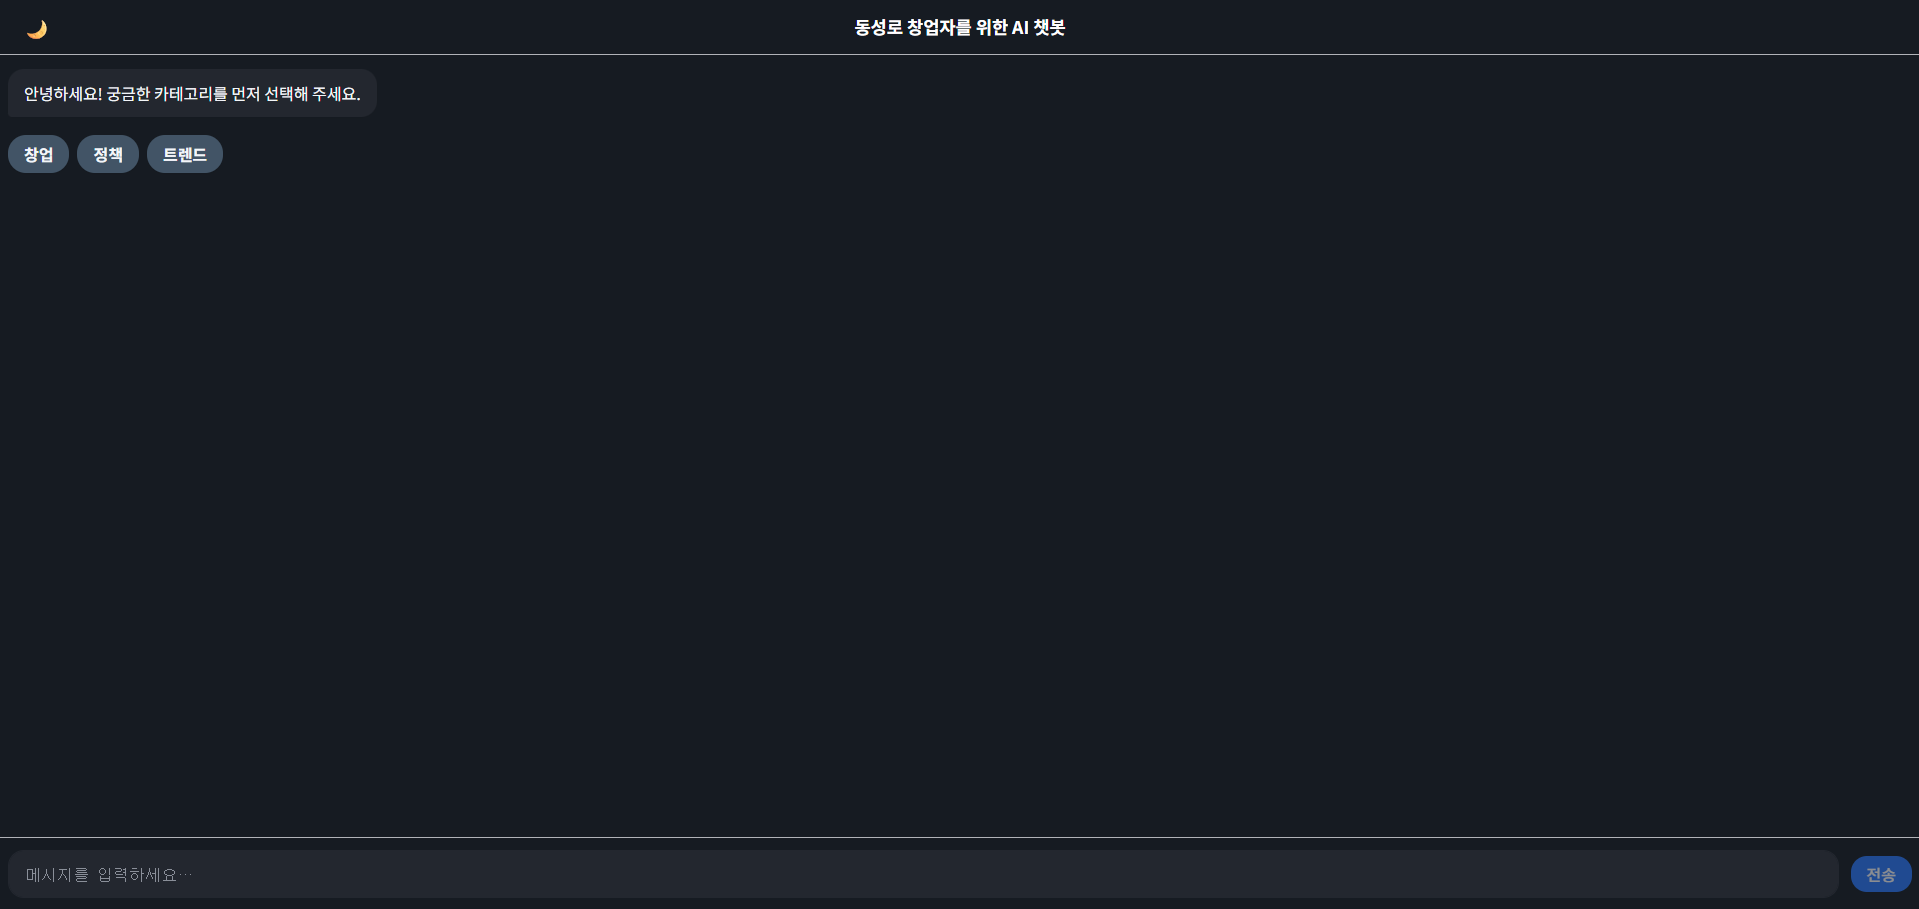 동성로 창업자를 위한 AI 챗봇
안녕하세요! 궁금한 카테고리를 먼저 선택해 주세요.
창업 정책 트렌드
메시지를 입력하세요…
전송